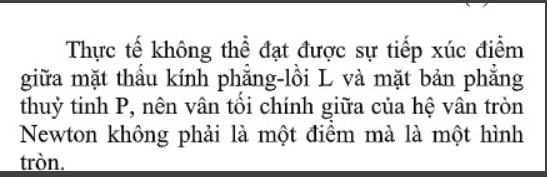 Thực tế không thể đạt được sự tiếp xúc điểm
giữa mặt thấu kính phẳng-lồi L và mặt bản phẳng
thuỷ tinh P, nên vân tối chính giữa của hệ vân tròn
Newton không phải là một điểm mà là một hình
tròn.